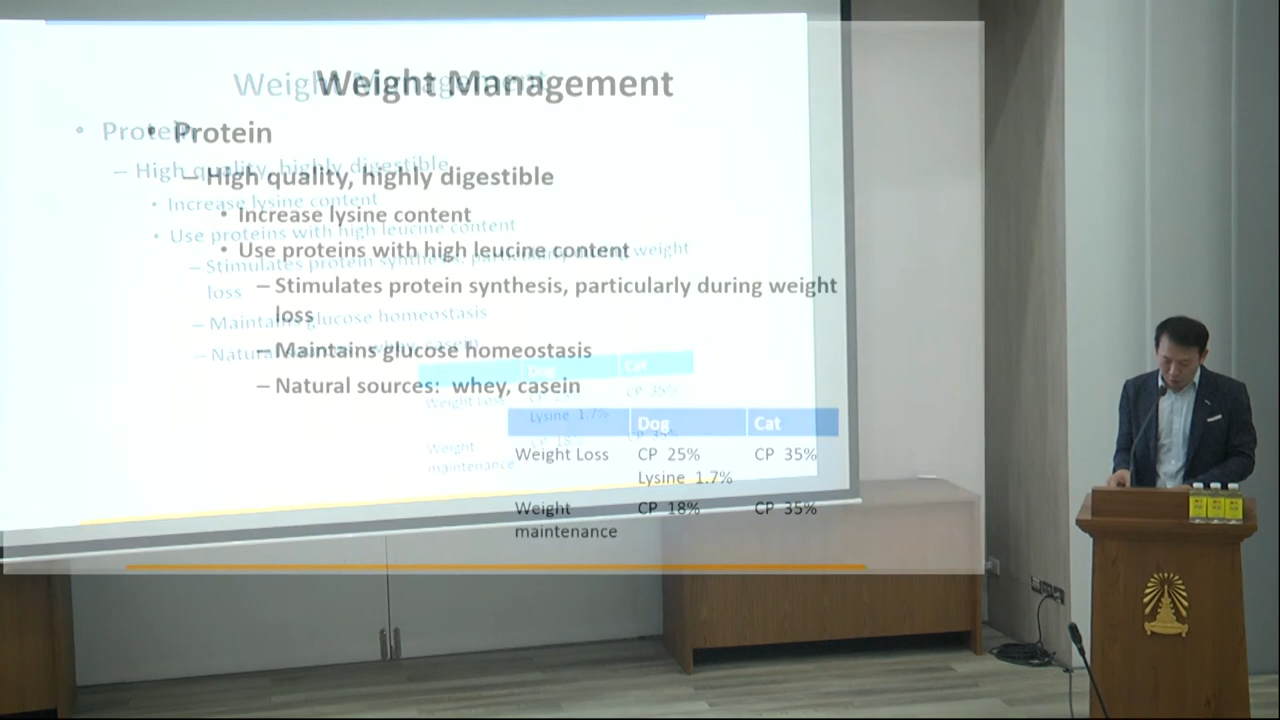 Weight Management
• Protein
– High quality, highly digestible
• Increase lysine content
• Use proteins with high leucine content
– Stimulates protein synthesis, particularly during weight
loss
– Maintains glucose homeostasis
– Natural sources: whey, casein
Dog Cat
Weight Loss CP 25% CP 35%
Lysine 1.7%
Weight CP 18% CP 35%
maintenance